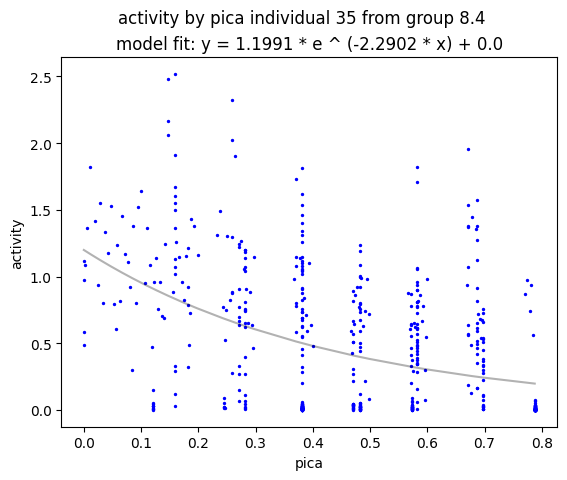 activity by pica individual 35 from group 8.4
model fit: y = 1.1991 * e ^ (-2.2902 * x) + 0.0
2.5
2.0
1.5
1.0
0.5
0.0
activity
0.0 0.1 0.2 0.3 0.4 0.5 0.6 0.7 0.8
pica